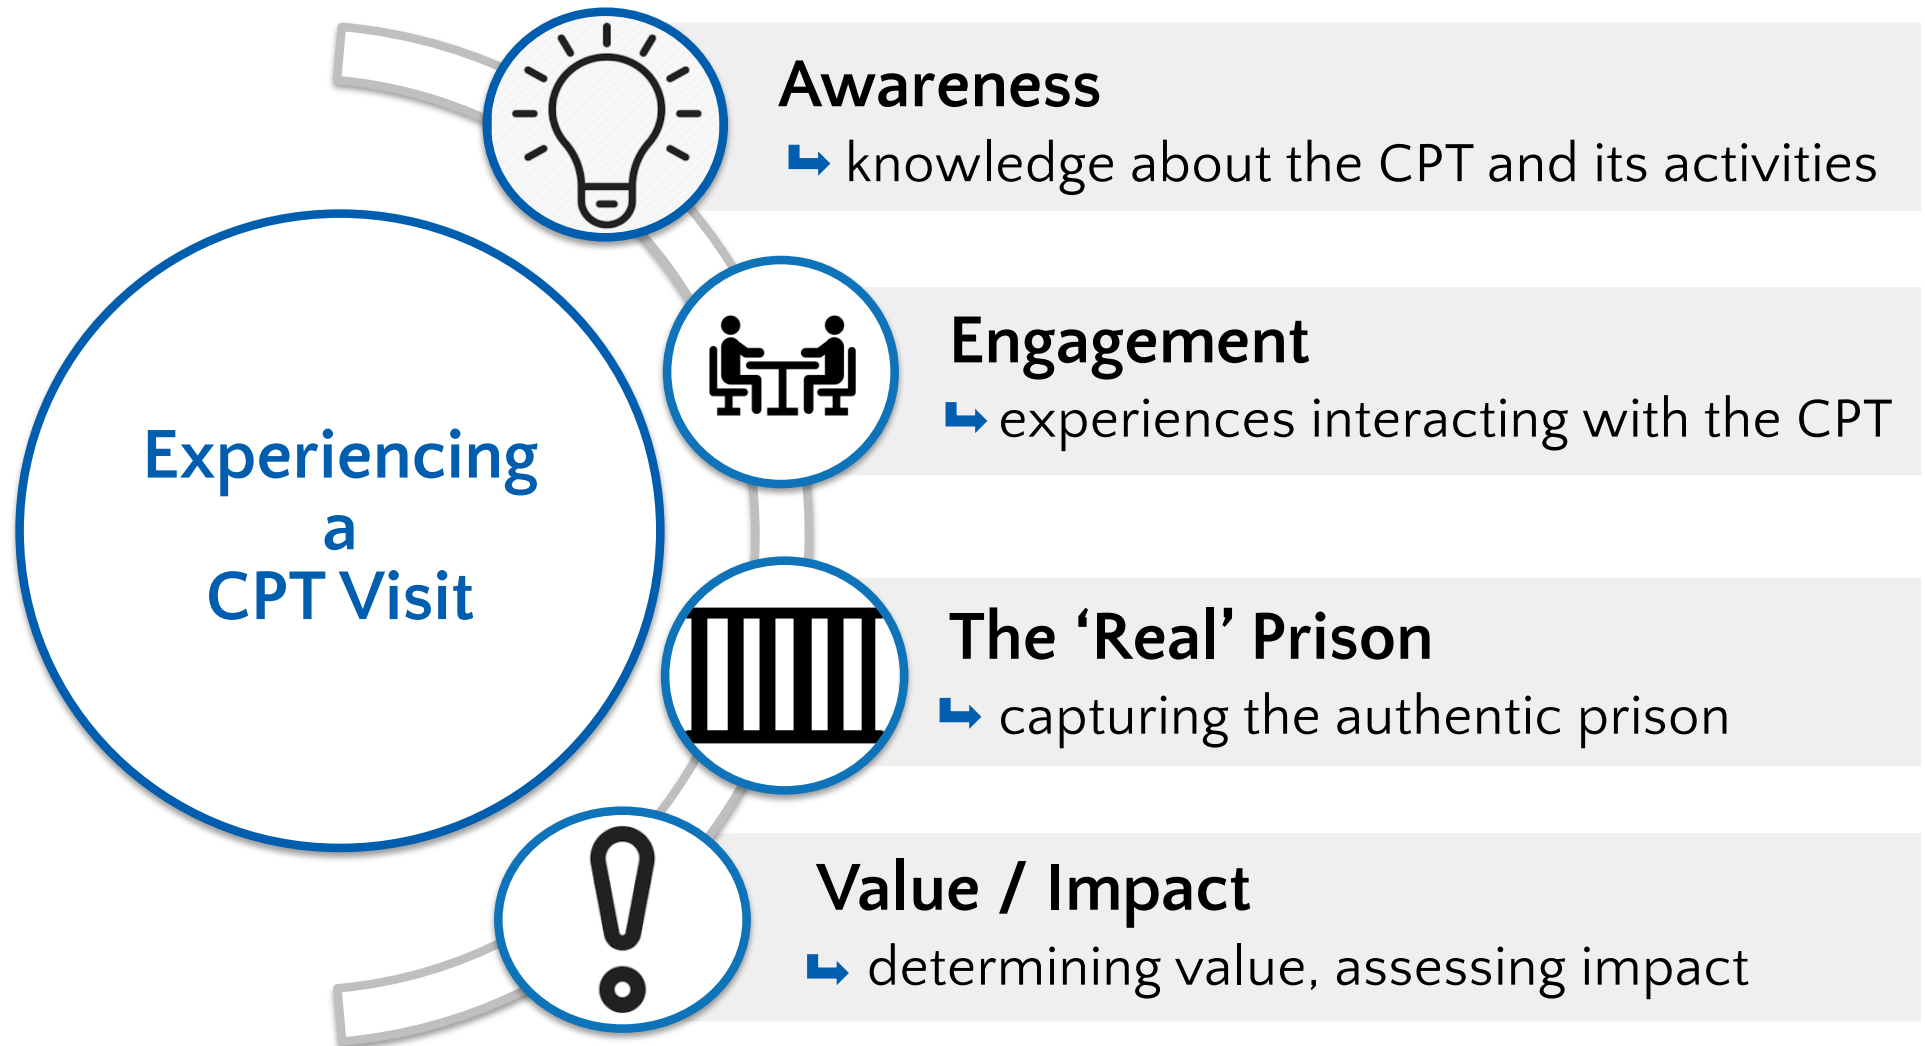 Experiencing
a
CPT Visit
Awareness
knowledge about the CPT and its activities
Engagement
experiences interacting with the CPT
The ‘Real’ Prison
capturing the authentic prison
Value / Impact
determining value, assessing impact